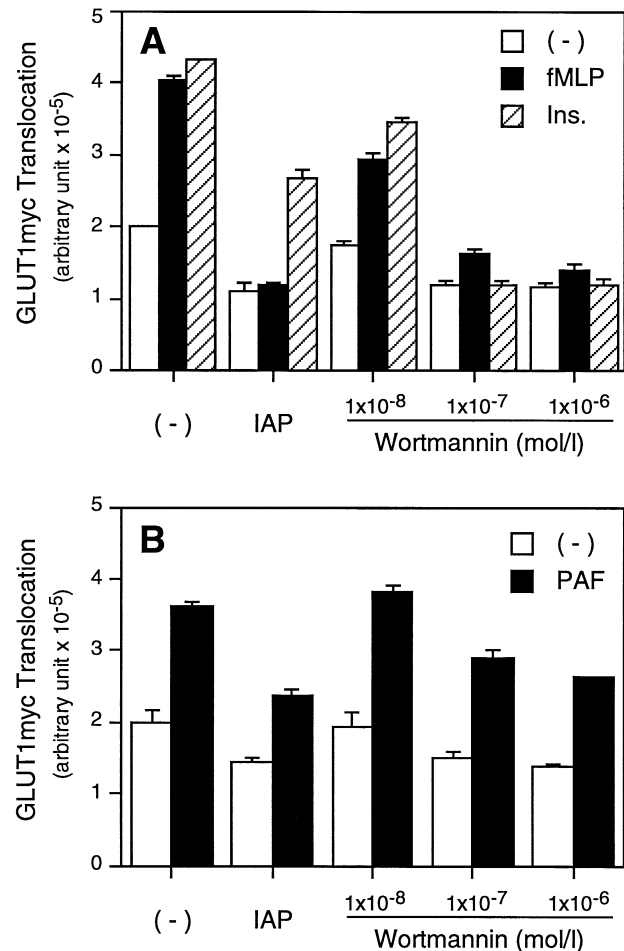 A
5
4
3
2
1
0
GLUT1myc Translocation
(arbitrary unit x 10-5)
(-)
fMLP
Ins.
(-)
IAP
1x10-8
1x10-7
1x10-6
Wortmannin (mol/l)
B
5
4
3
2
1
0
GLUT1myc Translocation
(arbitrary unit x 10-5)
(-)
PAF
(-)
IAP
1x10-8
1x10-7
1x10-6
Wortmannin (mol/l)